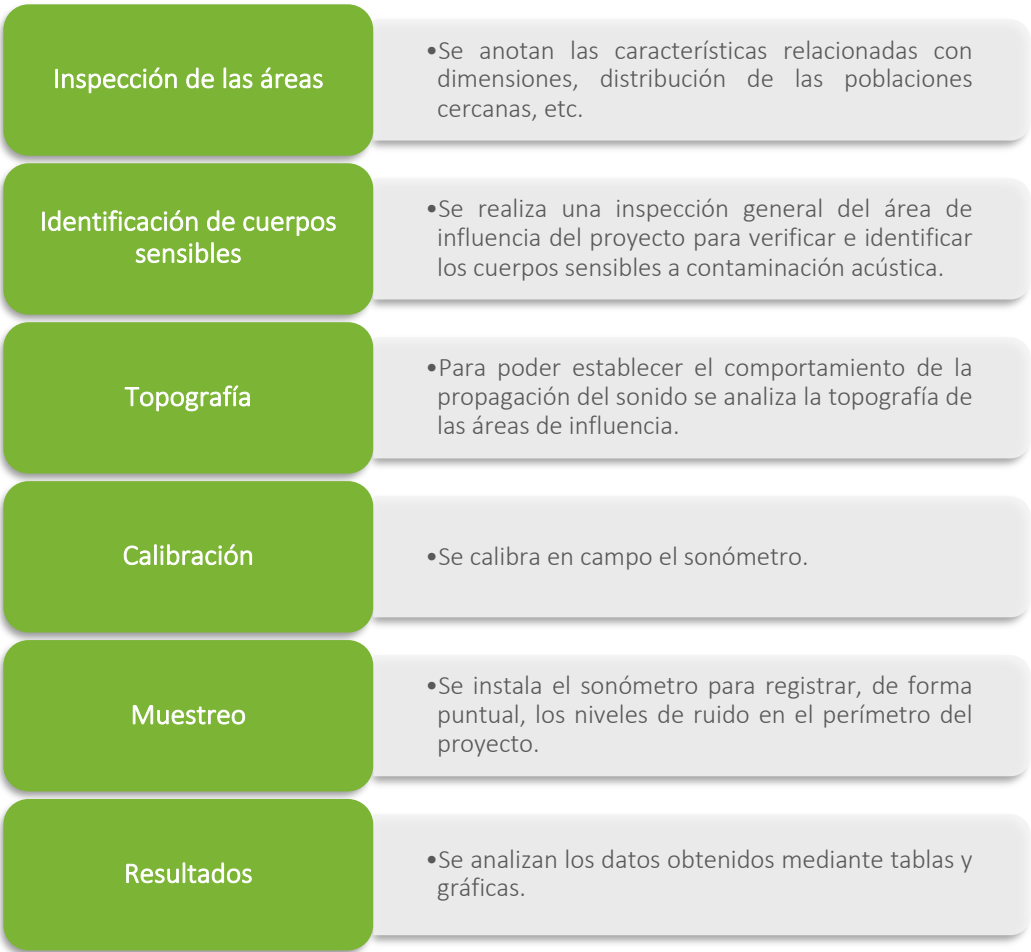 Inspección de las áreas
•Se anotan las características relacionadas con
dimensiones, distribución de las poblaciones
cercanas, etc.
Identificación de cuerpos
sensibles
•Se realiza una inspección general del área de
influencia del proyecto para verificar e identificar
los cuerpos sensibles a contaminación acústica.
Topografía
•Para poder establecer el comportamiento de la
propagación del sonido se analiza la topografía de
las áreas de influencia.
Calibración
•Se calibra en campo el sonómetro.
Muestreo
•Se instala el sonómetro para registrar, de forma
puntual, los niveles de ruido en el perímetro del
proyecto.
Resultados
•Se analizan los datos obtenidos mediante tablas y
gráficas.